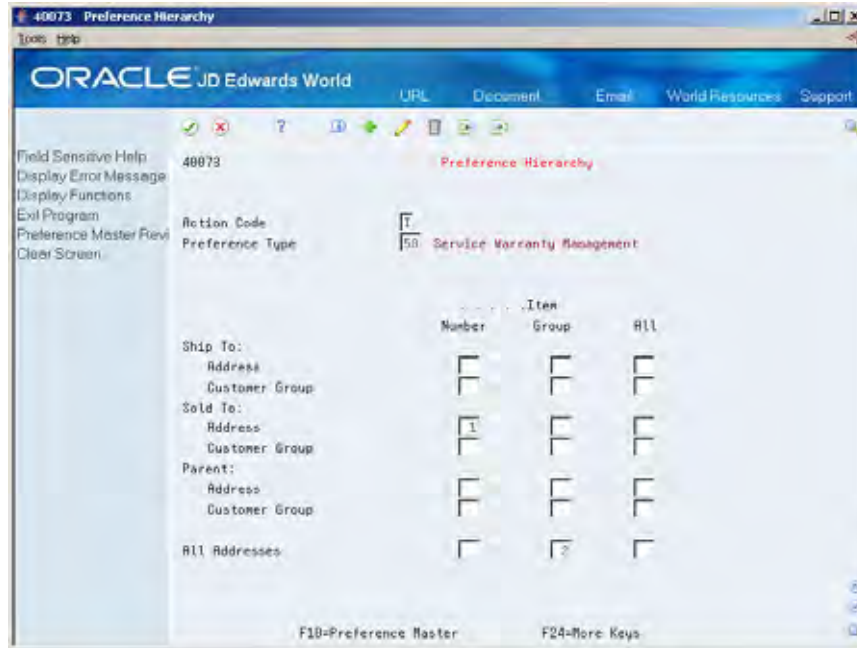 40073 Preference Hierarchy
Tools Help
ORACLE JD Edwards World
URL Document Email World Resources Support
Field Sensitive Help
Display Error Message
Display Functions
Exit Program
Preference Master Revi
Clear Screen
40073 Preference Hierarchy
Action Code I
Preference Type Service Warranty Management
. . . . . .Item
Number Group All
Ship To:
Address
Customer Group
Sold To:
Address 1
Customer Group
Parent:
Address
Customer Group
All Addresses 2
F10=Preference Master F24=More Keys